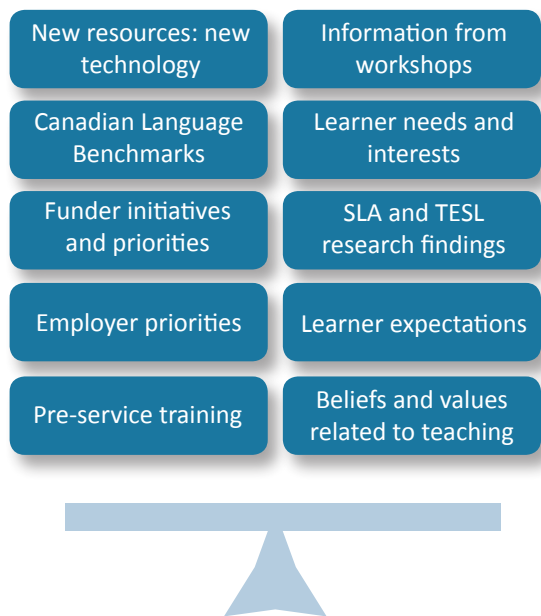 New resources: new
technology
Information from
workshops
Canadian Language
Benchmarks
Learner needs and
interests
Funder initiatives
and priorities
SLA and TESL
research findings
Employer priorities
Learner expectations
Pre-service training
Beliefs and values
related to teaching